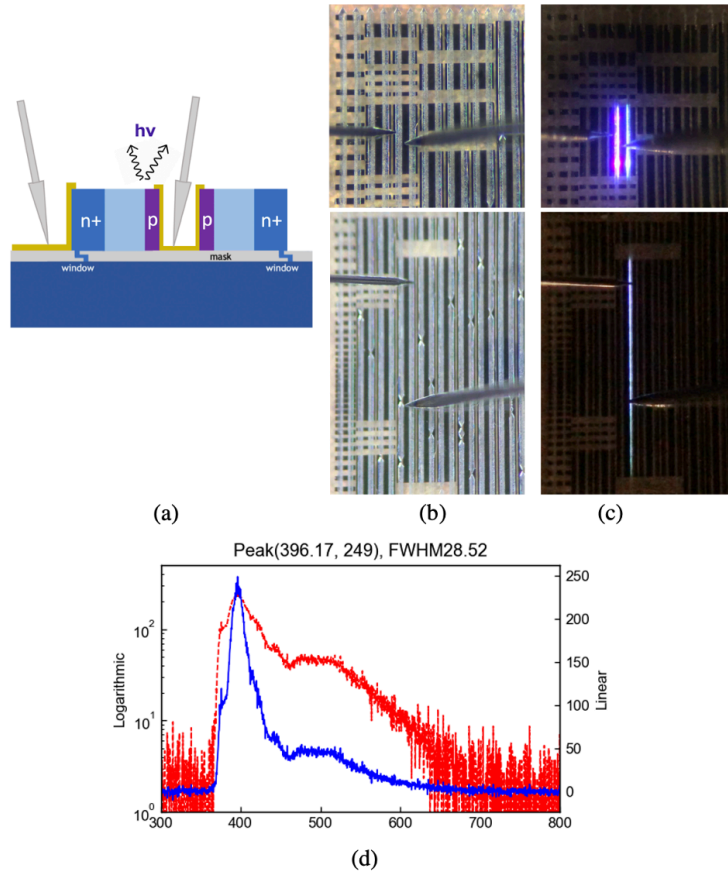 hν
n+
p
p
n+
mask
window
window
(a)
(b)
(c)
Peak(396.17, 249), FWHM28.52
Logarithmic
10²
10¹
10⁰
250
200
150
100
50
0
Linear
300 400 500 600 700 800
(d)